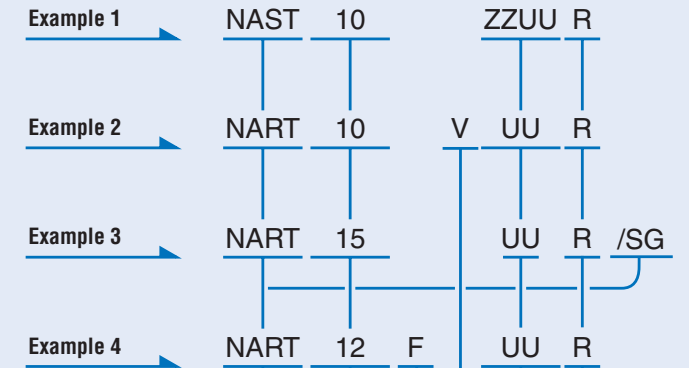 Example 1 NAST 10 ZZUU R
Example 2 NART 10 V UU R
Example 3 NART 15 UU R /SG
Example 4 NART 12 F UU R